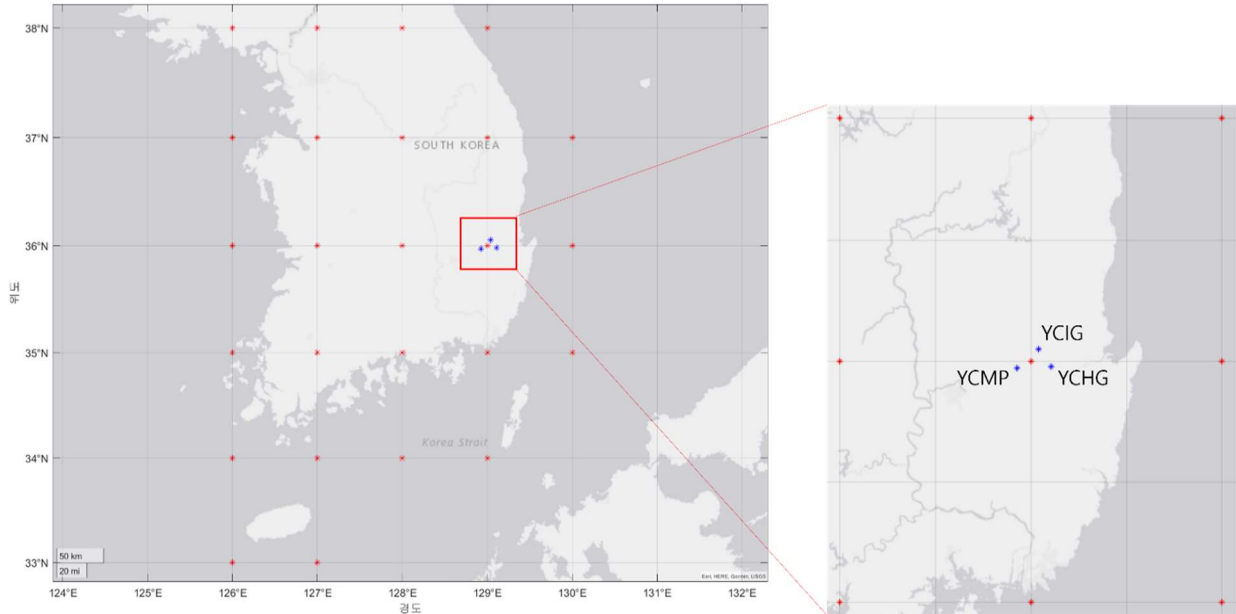 38°N
37°N
SOUTH KOREA
36°N
위도
35°N
Korea Strait
34°N
33°N
50 km
20 mi
Esri, HERE, Garmin, USGS
124°E 125°E 126°E 127°E 128°E 129°E 130°E 131°E 132°E
경도
YCIG
YCMP YCHG